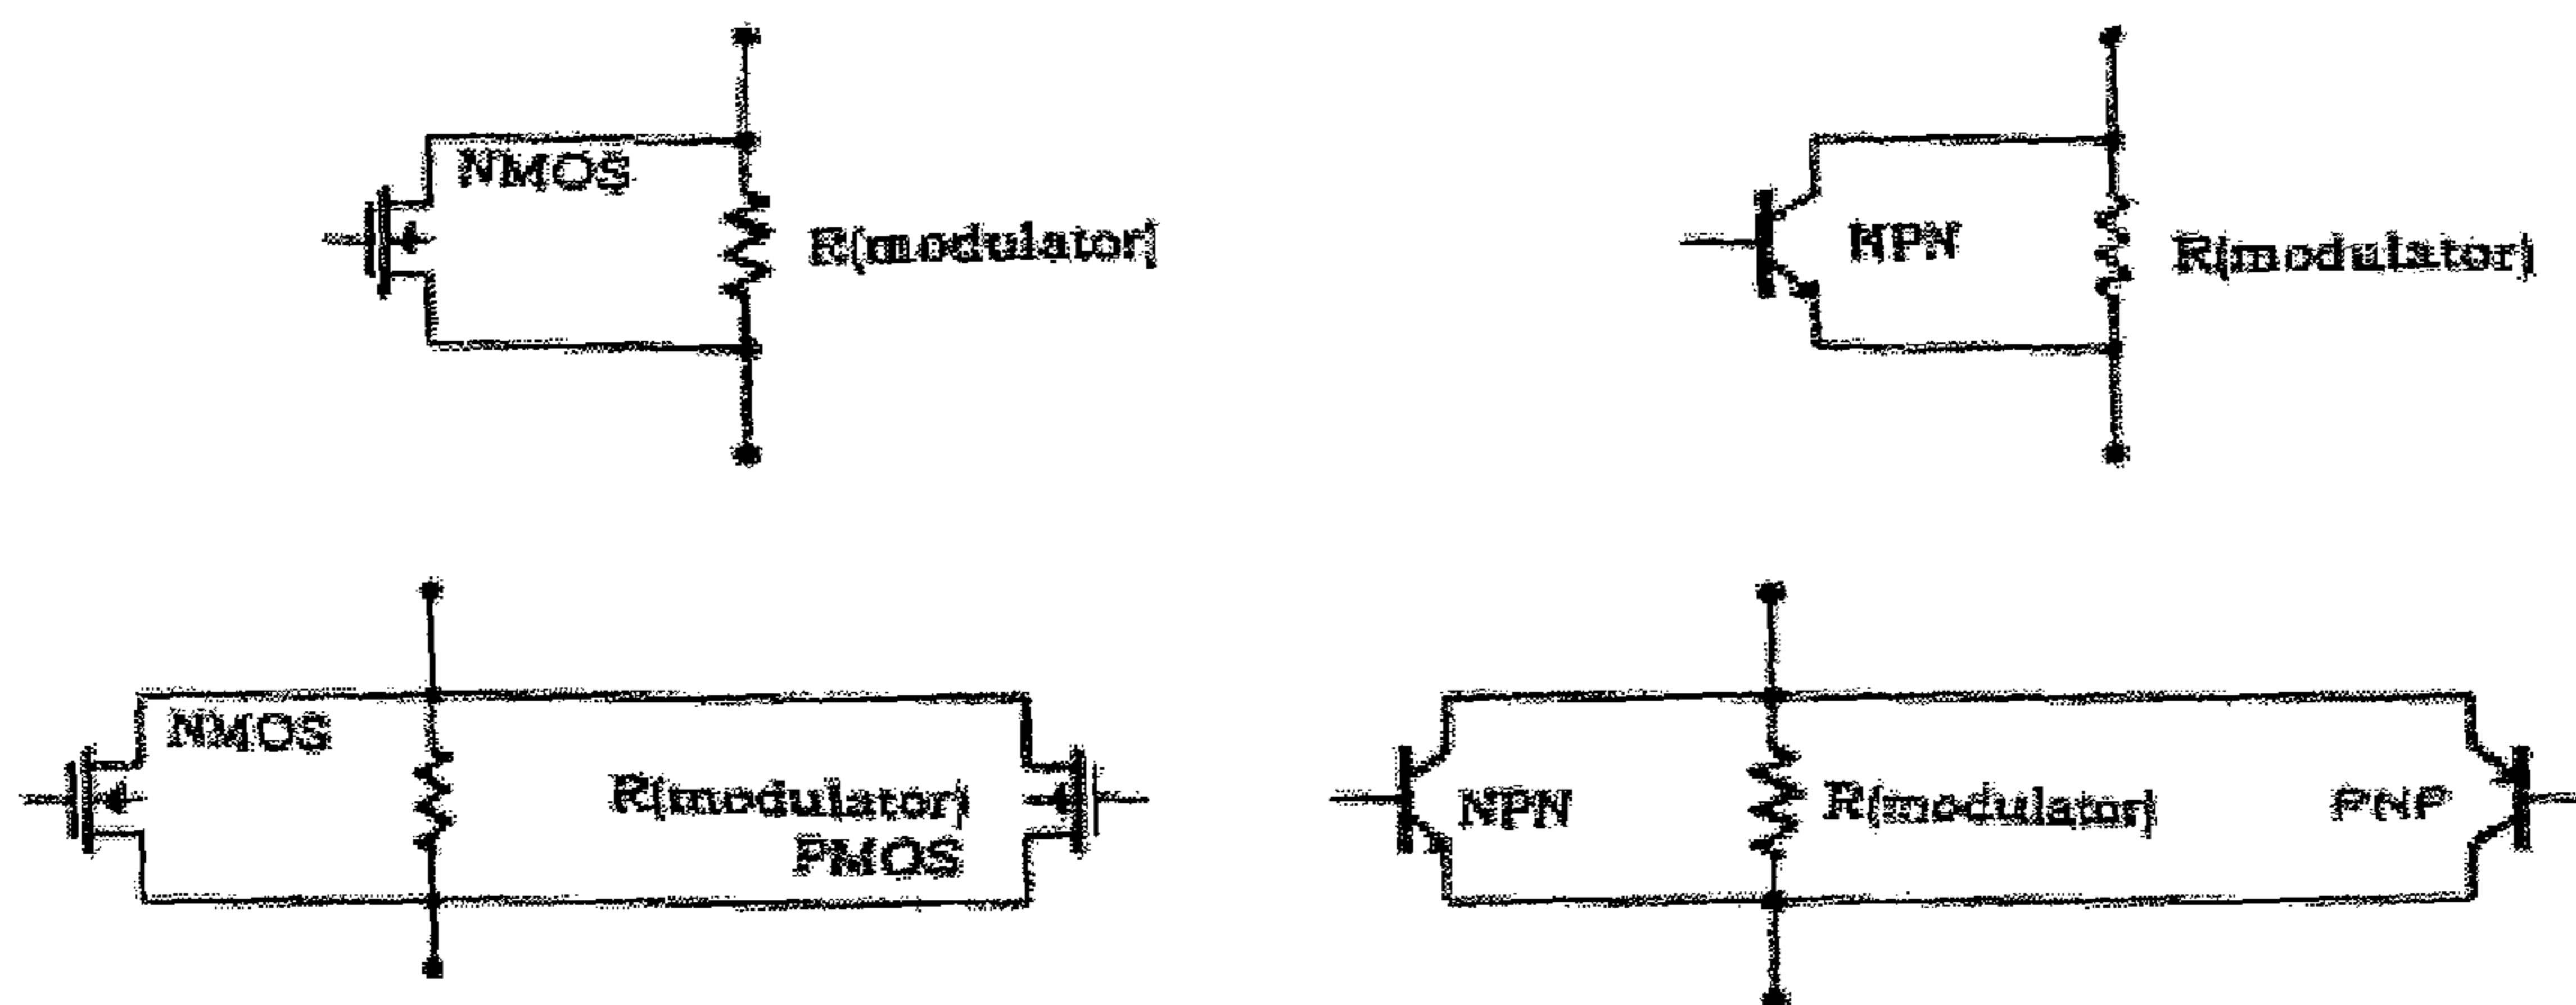 NMOS
R(modulator)
NPN
R(modulator)
NMOS
R(modulator)
PMOS
NPN
R(modulator)
PNP